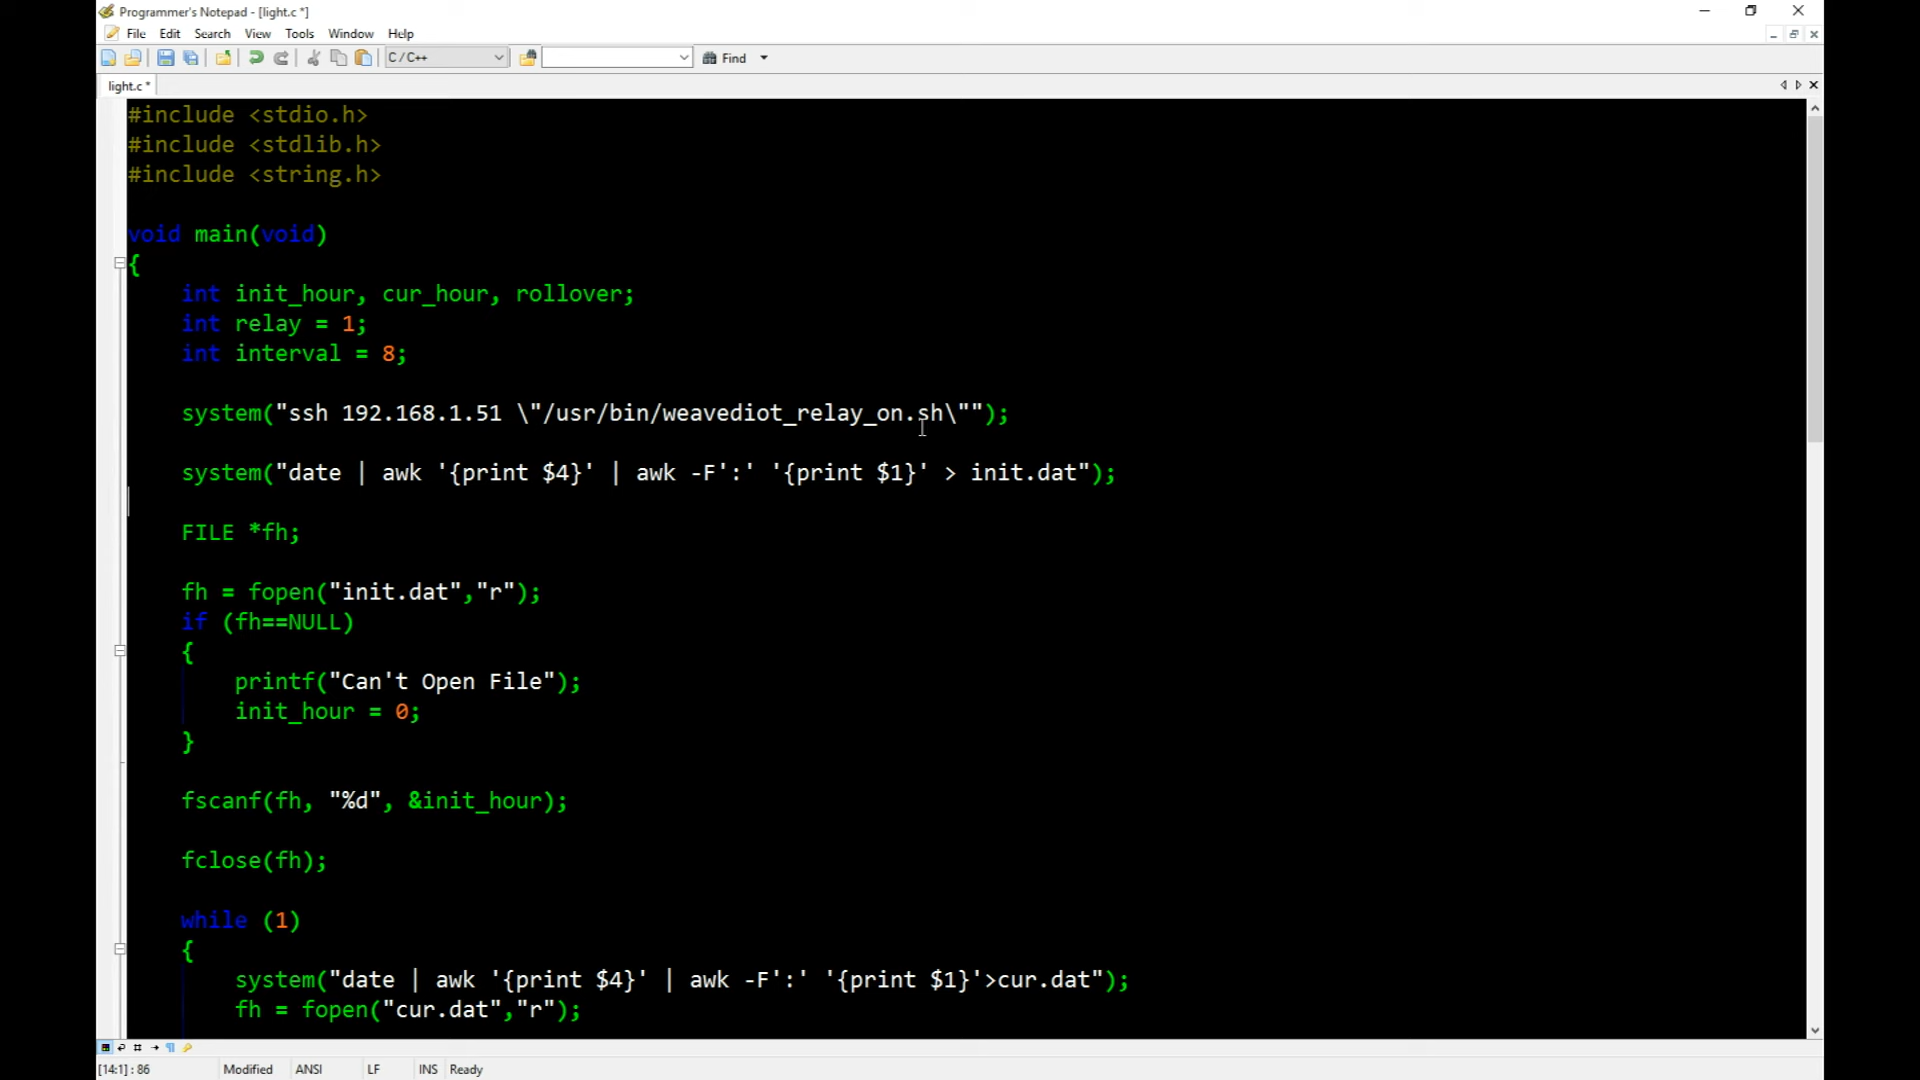 Programmer's Notepad - [light.c *]
File Edit Search View Tools Window Help
C/C++ Find
light.c *
#include <stdio.h>
#include <stdlib.h>
#include <string.h>
void main(void)
{
int init_hour, cur_hour, rollover;
int relay = 1;
int interval = 8;
system("ssh 192.168.1.51 \"/usr/bin/weavediot_relay_on.sh\"");
system("date | awk '{print $4}' | awk -F':' '{print $1}' > init.dat");
FILE *fh;
fh = fopen("init.dat","r");
if (fh==NULL)
{
printf("Can't Open File");
init_hour = 0;
}
fscanf(fh, "%d", &init_hour);
fclose(fh);
while (1)
{
system("date | awk '{print $4}' | awk -F':' '{print $1}'>cur.dat");
fh = fopen("cur.dat","r");
[14:1] : 86 Modified ANSI LF INS Ready